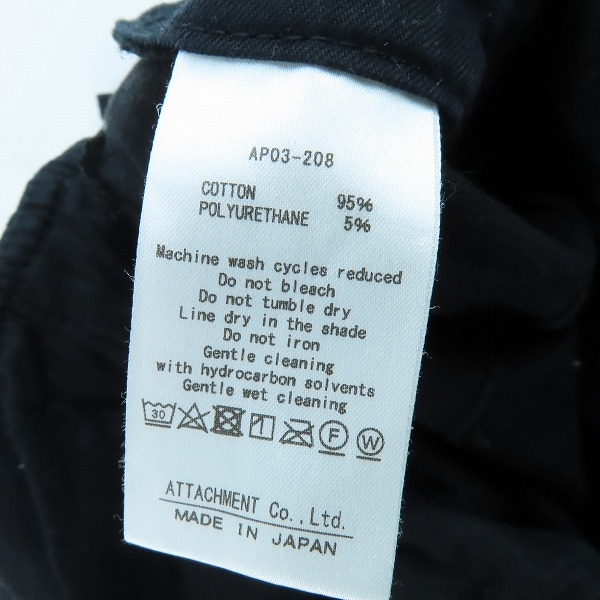 AP03-208
COTTON 95%
POLYURETHANE 5%
Machine wash cycles reduced
Do not bleach
Do not tumble dry
Line dry in the shade
Do not iron
Gentle cleaning
with hydrocarbon solvents
Gentle wet cleaning
30 F W
ATTACHMENT Co.,Ltd.
MADE IN JAPAN